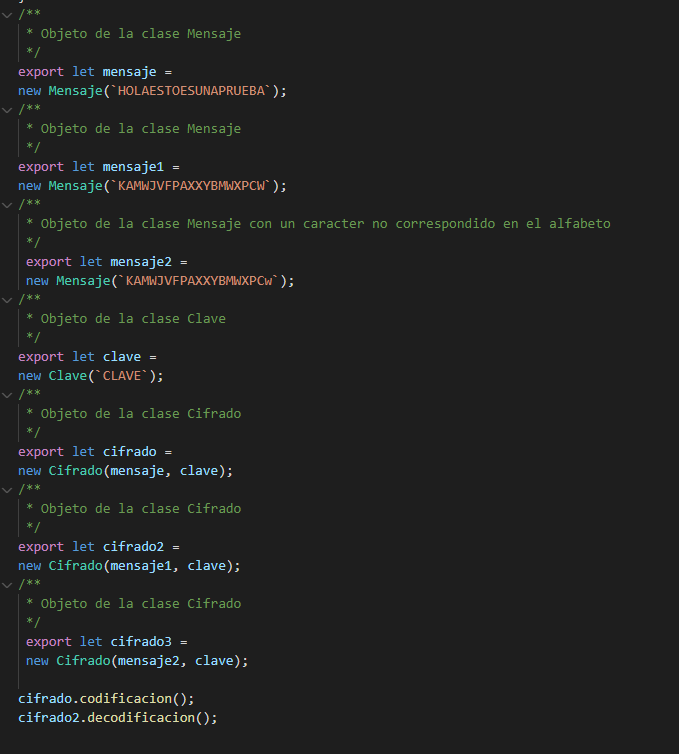 /**
* Objeto de la clase Mensaje
*/
export let mensaje =
new Mensaje(`HOLAESTOESUNAPRUEBA`);
/**
* Objeto de la clase Mensaje
*/
export let mensaje1 =
new Mensaje(`KAMWJVFPAXXYBMWXPCW`);
/**
* Objeto de la clase Mensaje con un caracter no correspondido en el alfabeto
*/
export let mensaje2 =
new Mensaje(`KAMWJVFPAXXYBMWXPCw`);
/**
* Objeto de la clase Clave
*/
export let clave =
new Clave(`CLAVE`);
/**
* Objeto de la clase Cifrado
*/
export let cifrado =
new Cifrado(mensaje, clave);
/**
* Objeto de la clase Cifrado
*/
export let cifrado2 =
new Cifrado(mensaje1, clave);
/**
* Objeto de la clase Cifrado
*/
export let cifrado3 =
new Cifrado(mensaje2, clave);
cifrado.codificacion();
cifrado2.decodificacion();